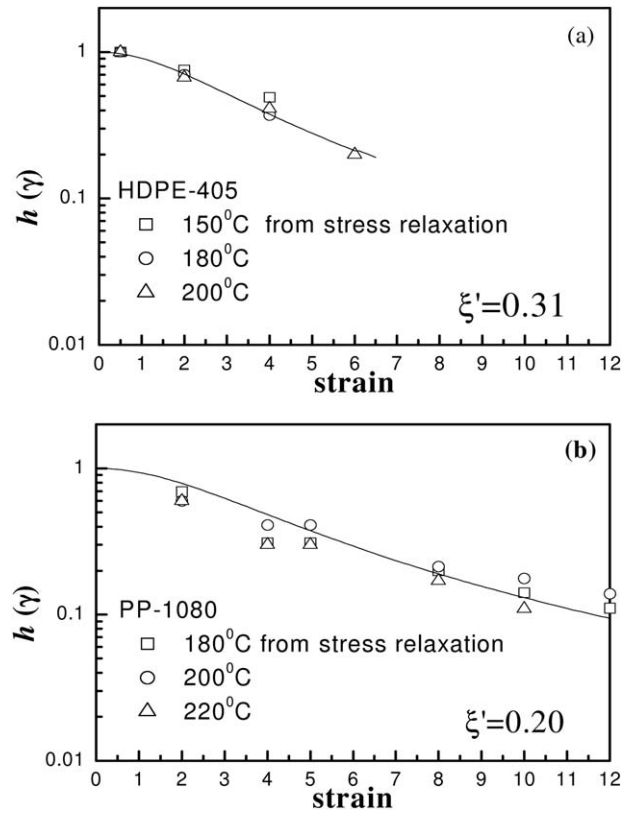 (a)
1
0.1
0.01
h (γ)
HDPE-405
150⁰C from stress relaxation
180⁰C
200⁰C
ξ'=0.31
0 1 2 3 4 5 6 7 8 9 10 11 12
strain
(b)
1
0.1
0.01
h (γ)
PP-1080
180⁰C from stress relaxation
200⁰C
220⁰C
ξ'=0.20
0 1 2 3 4 5 6 7 8 9 10 11 12
strain